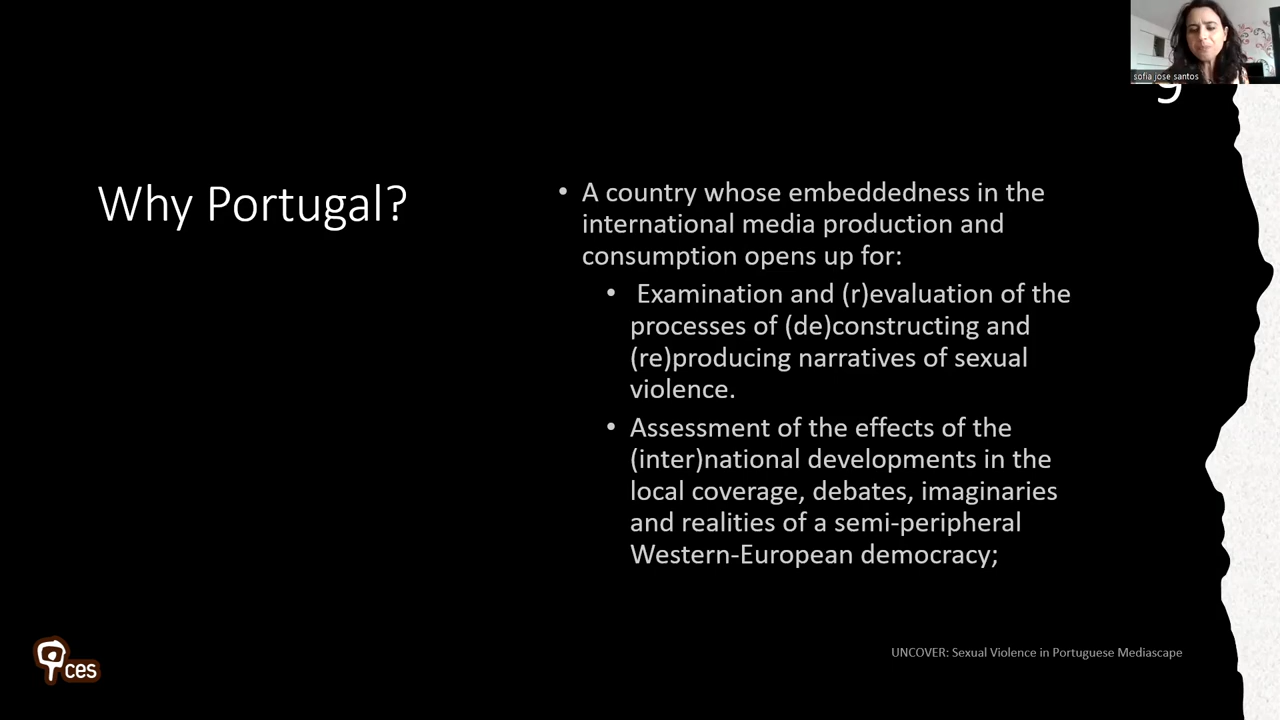 sofia jose santos
9
Why Portugal?
• A country whose embeddedness in the
international media production and
consumption opens up for:
• Examination and (r)evaluation of the
processes of (de)constructing and
(re)producing narratives of sexual
violence.
• Assessment of the effects of the
(inter)national developments in the
local coverage, debates, imaginaries
and realities of a semi-peripheral
Western-European democracy;
ces
UNCOVER: Sexual Violence in Portuguese Mediascape